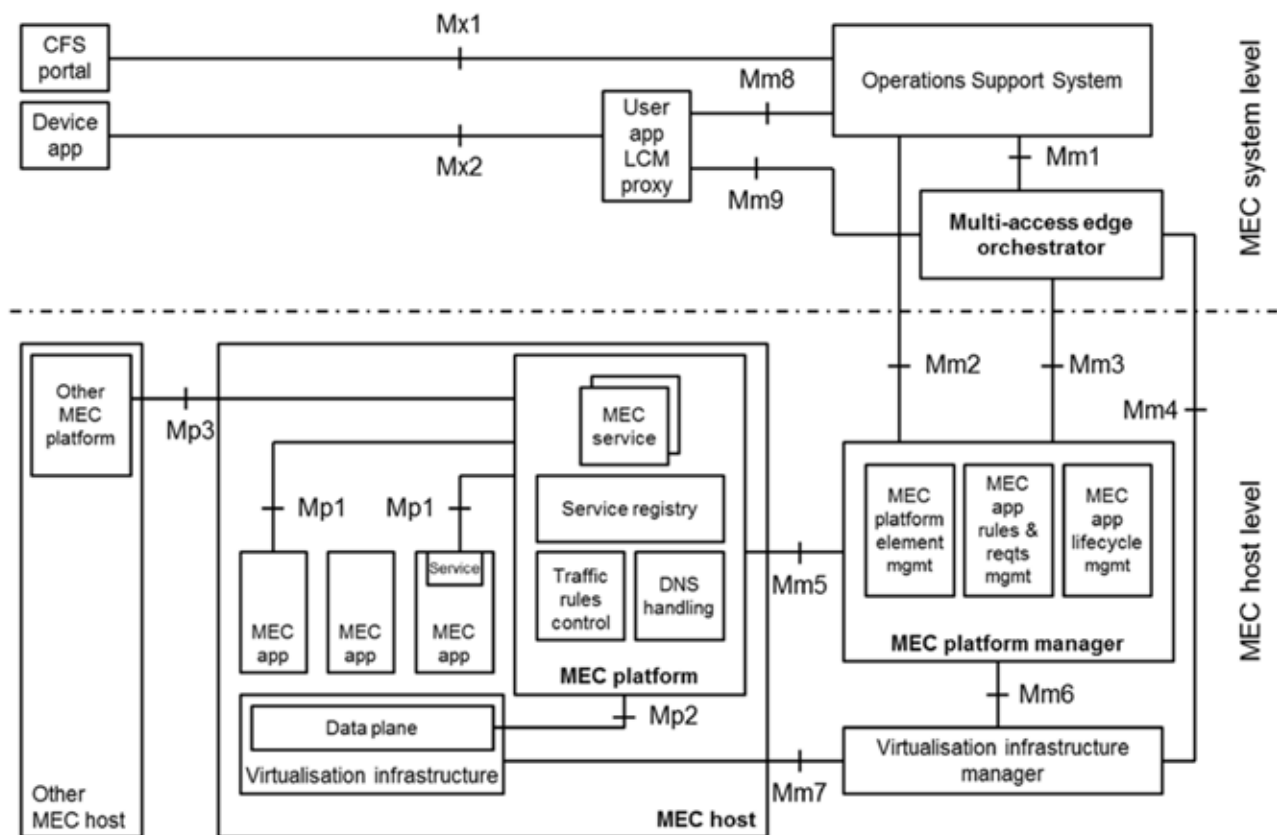 CFS
portal
Mx1
Operations Support System
Mm8
Device
app
Mx2
User
app
LCM
proxy
Mm9
Mm1
Multi-access edge
orchestrator
MEC system level
Other
MEC
platform
Mp3
MEC
service
Mm2
Mm3
Mm4
Mp1
Mp1
Service registry
MEC
platform
element
mgmt
MEC
app
rules &
reqts
mgmt
MEC
app
lifecycle
mgmt
MEC host level
Service
MEC
app
MEC
app
MEC
app
Traffic
rules
control
DNS
handling
Mm5
MEC platform
MEC platform manager
Mp2
Mm6
Data plane
Virtualisation infrastructure
Mm7
Virtualisation infrastructure
manager
Other
MEC host
MEC host